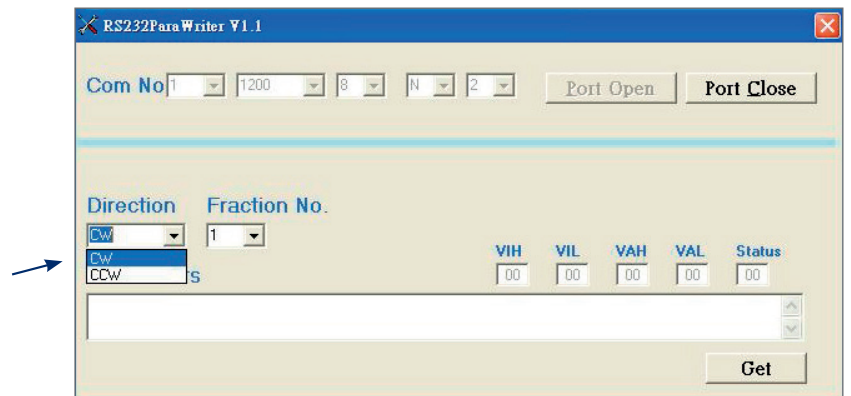 RS232ParaWriter V1.1
Com No 1 1200 8 N 2 Port Open Port Close
Direction Fraction No.
CW 1
CW
CCW
VIH VIL VAH VAL Status
00 00 00 00 00
Get